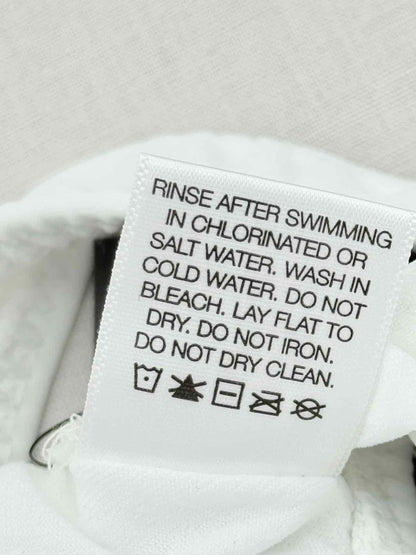 RINSE AFTER SWIMMING
IN CHLORINATED OR
SALT WATER. WASH IN
COLD WATER. DO NOT
BLEACH. LAY FLAT TO
DRY. DO NOT IRON.
DO NOT DRY CLEAN.